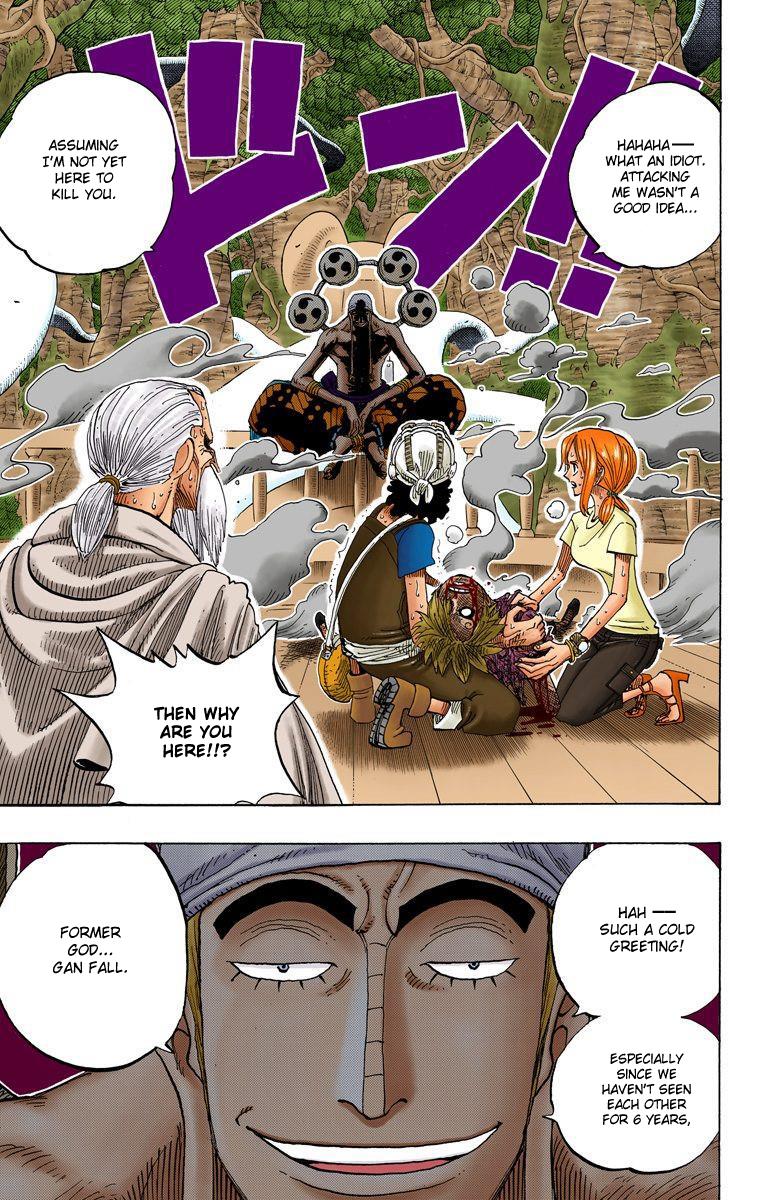 HAHAHA—
WHAT AN IDIOT.
ATTACKING
ME WASN'T A
GOOD IDEA...
ドン!!
ASSUMING
I'M NOT YET
HERE TO
KILL YOU.
THEN WHY
ARE YOU
HERE!!?
HAH —
SUCH A COLD
GREETING!
ESPECIALLY
SINCE WE
HAVEN'T SEEN
EACH OTHER
FOR 6 YEARS,
FORMER
GOD...
GAN FALL.